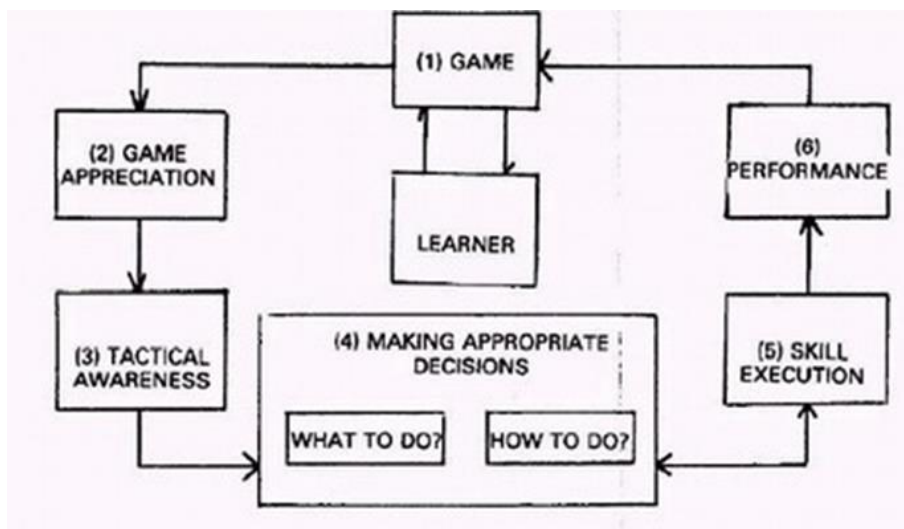 (1) GAME
(2) GAME
APPRECIATION
(6)
PERFORMANCE
LEARNER
(3) TACTICAL
AWARENESS
(4) MAKING APPROPRIATE
DECISIONS
WHAT TO DO?
HOW TO DO?
(5) SKILL
EXECUTION